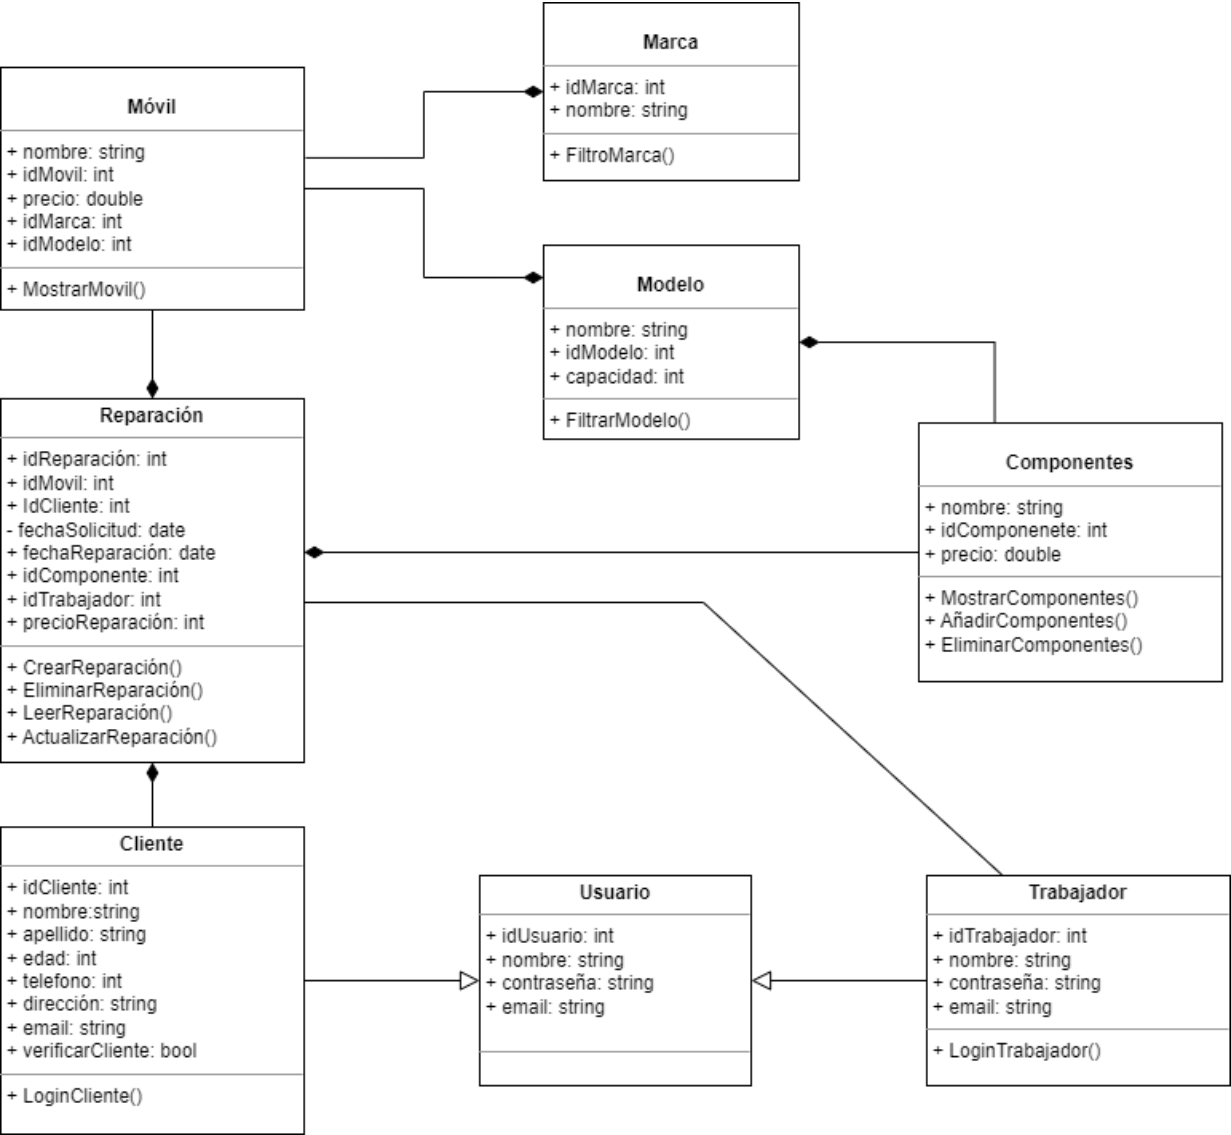 Marca
+ idMarca: int
+ nombre: string
+ FiltroMarca()
Móvil
+ nombre: string
+ idMovil: int
+ precio: double
+ idMarca: int
+ idModelo: int
+ MostrarMovil()
Modelo
+ nombre: string
+ idModelo: int
+ capacidad: int
+ FiltrarModelo()
Reparación
+ idReparación: int
+ idMovil: int
+ IdCliente: int
- fechaSolicitud: date
+ fechaReparación: date
+ idComponente: int
+ idTrabajador: int
+ precioReparación: int
+ CrearReparación()
+ EliminarReparación()
+ LeerReparación()
+ ActualizarReparación()
Componentes
+ nombre: string
+ idComponenete: int
+ precio: double
+ MostrarComponentes()
+ AñadirComponentes()
+ EliminarComponentes()
Cliente
+ idCliente: int
+ nombre:string
+ apellido: string
+ edad: int
+ telefono: int
+ dirección: string
+ email: string
+ verificarCliente: bool
+ LoginCliente()
Usuario
+ idUsuario: int
+ nombre: string
+ contraseña: string
+ email: string
Trabajador
+ idTrabajador: int
+ nombre: string
+ contraseña: string
+ email: string
+ LoginTrabajador()